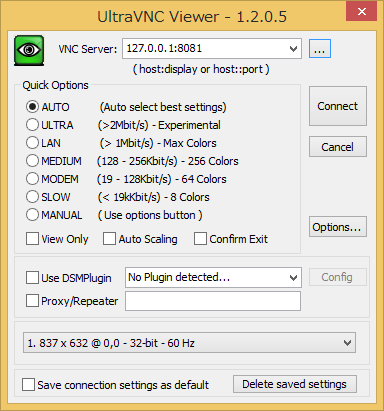 UltraVNC Viewer - 1.2.0.5
VNC Server: 127.0.0.1:8081 ...
( host:display or host::port )
Quick Options
AUTO (Auto select best settings)
ULTRA (>2Mbit/s) - Experimental
LAN (> 1Mbit/s) - Max Colors
MEDIUM (128 - 256Kbit/s) - 256 Colors
MODEM (19 - 128Kbit/s) - 64 Colors
SLOW (< 19kKbit/s) - 8 Colors
MANUAL ( Use options button )
View Only Auto Scaling Confirm Exit
Connect
Cancel
Options...
Use DSMPlugin No Plugin detected... Config
Proxy/Repeater
1. 837 x 632 @ 0,0 - 32-bit - 60 Hz
Save connection settings as default Delete saved settings